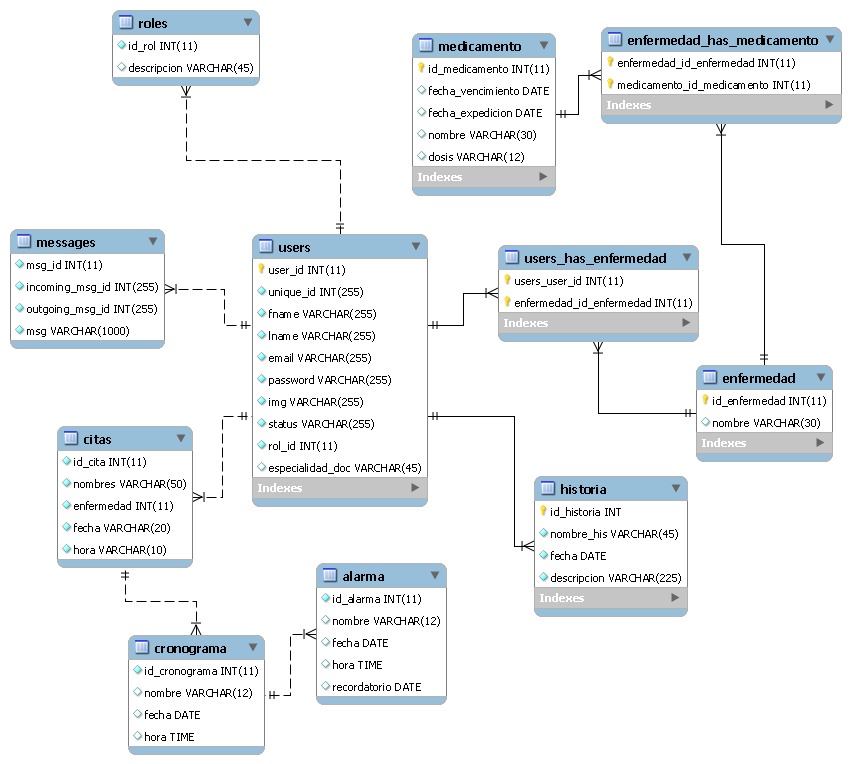 roles
id_rol INT(11)
descripcion VARCHAR(45)
medicamento
id_medicamento INT(11)
fecha_vencimiento DATE
fecha_expedicion DATE
nombre VARCHAR(30)
dosis VARCHAR(12)
Indexes
enfermedad_has_medicamento
enfermedad_id_enfermedad INT(11)
medicamento_id_medicamento INT(11)
Indexes
messages
msg_id INT(11)
incoming_msg_id INT(255)
outgoing_msg_id INT(255)
msg VARCHAR(1000)
users
user_id INT(11)
unique_id INT(255)
fname VARCHAR(255)
lname VARCHAR(255)
email VARCHAR(255)
password VARCHAR(255)
img VARCHAR(255)
status VARCHAR(255)
rol_id INT(11)
especialidad_doc VARCHAR(45)
Indexes
users_has_enfermedad
users_user_id INT(11)
enfermedad_id_enfermedad INT(11)
Indexes
enfermedad
id_enfermedad INT(11)
nombre VARCHAR(30)
Indexes
citas
id_cita INT(11)
nombres VARCHAR(50)
enfermedad INT(11)
fecha VARCHAR(20)
hora VARCHAR(10)
historia
id_historia INT
nombre_his VARCHAR(45)
fecha DATE
descripcion VARCHAR(225)
Indexes
alarma
id_alarma INT(11)
nombre VARCHAR(12)
fecha DATE
hora TIME
recordatorio DATE
cronograma
id_cronograma INT(11)
nombre VARCHAR(12)
fecha DATE
hora TIME